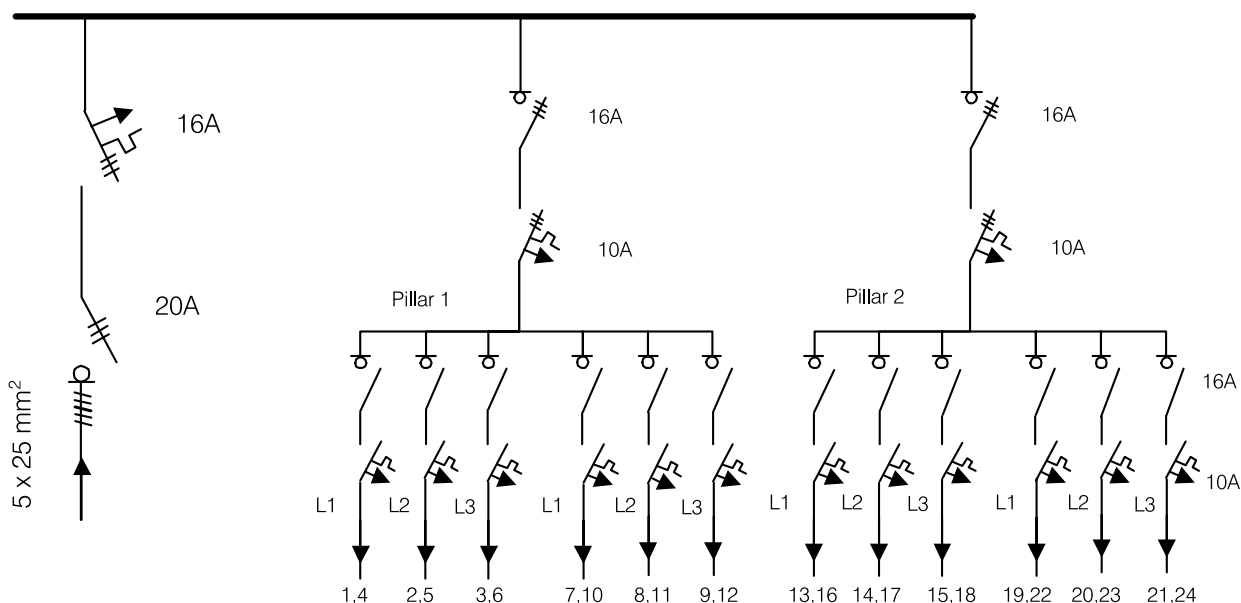 16A
16A
16A
10A
10A
20A
Pillar 1
Pillar 2
5 x 25 mm²
16A
10A
L1 L2 L3 L1 L2 L3 L1 L2 L3 L1 L2 L3
1,4 2,5 3,6 7,10 8,11 9,12 13,16 14,17 15,18 19,22 20,23 21,24